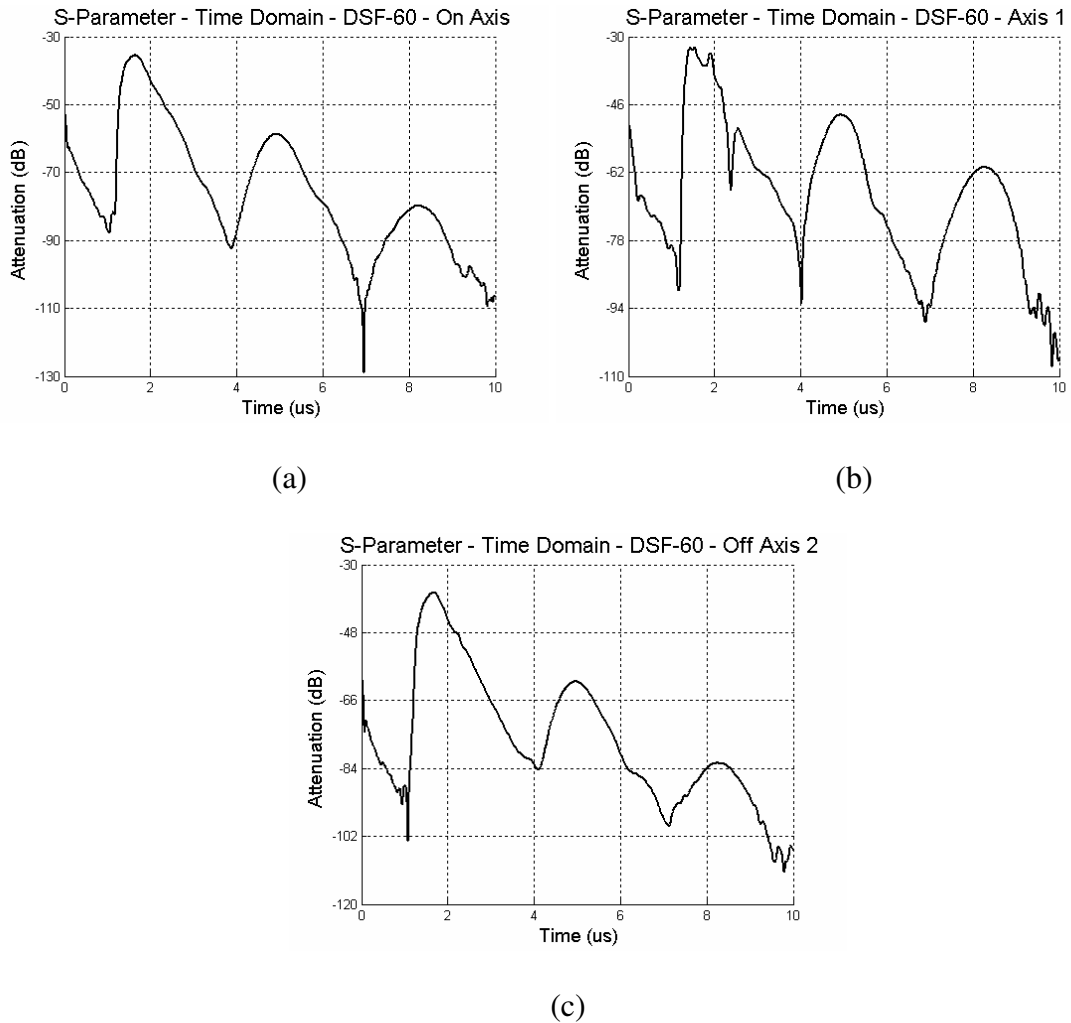 S-Parameter - Time Domain - DSF-60 - On Axis
-30
-50
-70
-90
-110
-130
Attenuation (dB)
0 2 4 6 8 10
Time (us)
(a)
S-Parameter - Time Domain - DSF-60 - Axis 1
-30
-46
-62
-78
-94
-110
Attenuation (dB)
0 2 4 6 8 10
Time (us)
(b)
S-Parameter - Time Domain - DSF-60 - Off Axis 2
-30
-48
-66
-84
-102
-120
Attenuation (dB)
0 2 4 6 8 10
Time (us)
(c)